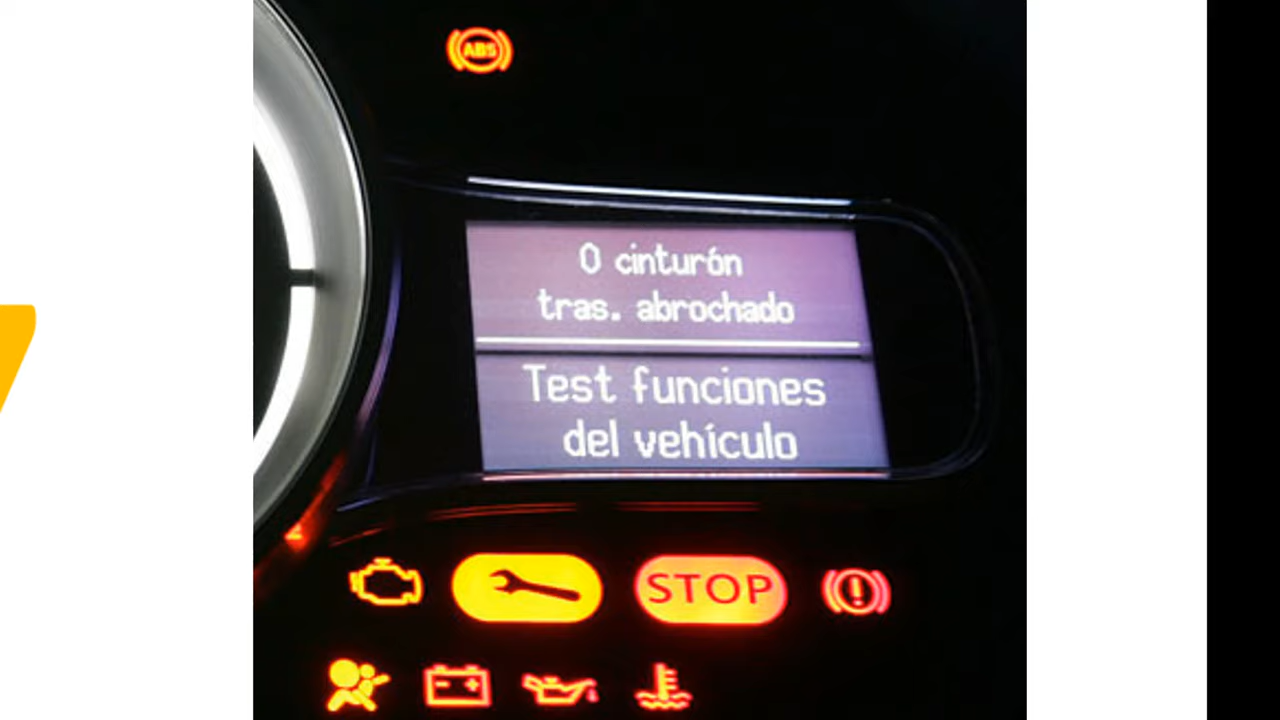 ABS
0 cinturón
tras. abrochado
Test funciones
del vehículo
STOP